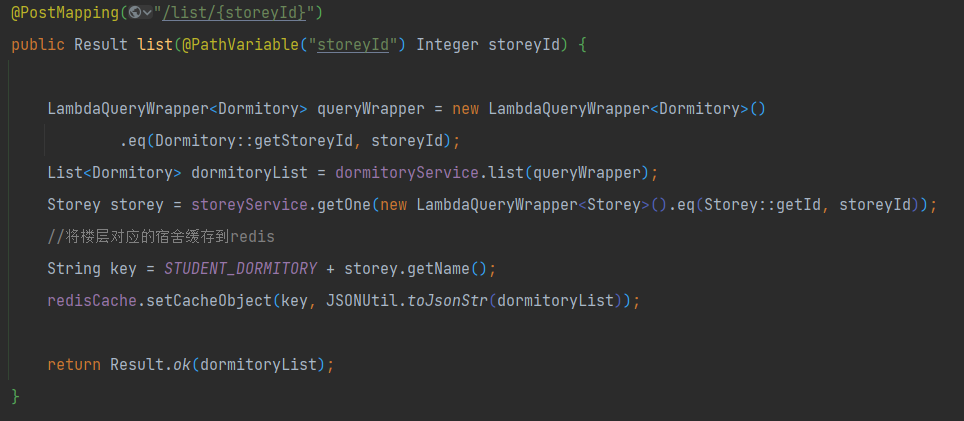 @PostMapping("/list/{storeyId}")
public Result list(@PathVariable("storeyId") Integer storeyId) {
LambdaQueryWrapper<Dormitory> queryWrapper = new LambdaQueryWrapper<Dormitory>()
.eq(Dormitory::getStoreyId, storeyId);
List<Dormitory> dormitoryList = dormitoryService.list(queryWrapper);
Storey storey = storeyService.getOne(new LambdaQueryWrapper<Storey>().eq(Storey::getId, storeyId));
//将楼层对应的宿舍缓存到redis
String key = STUDENT_DORMITORY + storey.getName();
redisCache.setCacheObject(key, JSONUtil.toJsonStr(dormitoryList));
return Result.ok(dormitoryList);
}